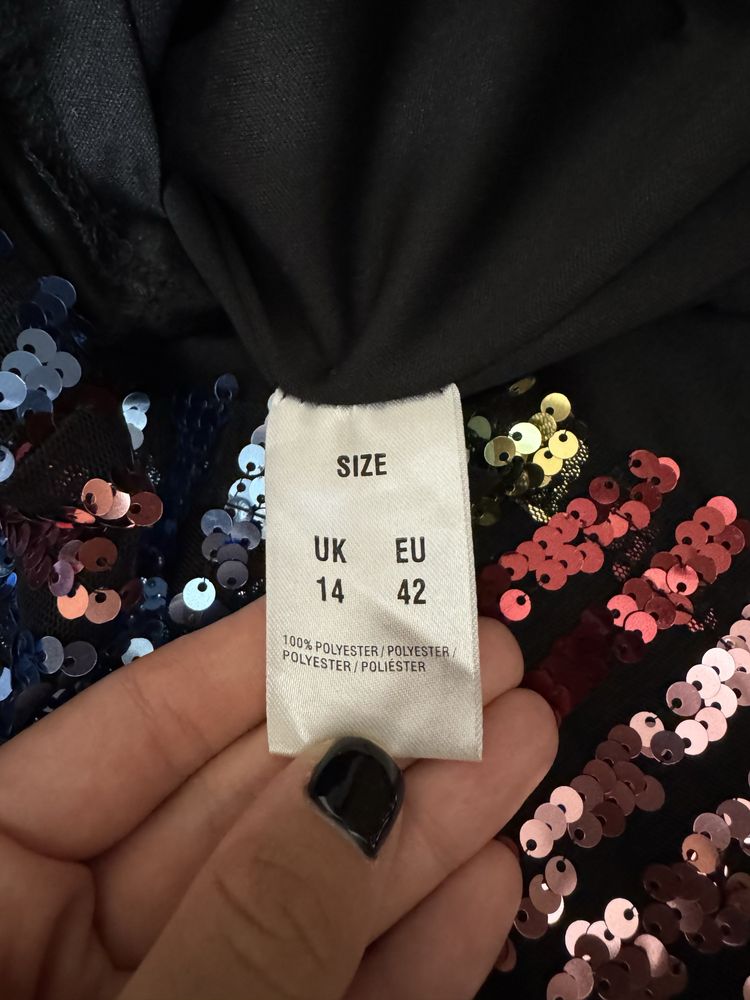 SIZE
UK EU
14 42
100% POLYESTER / POLYESTER /
POLYESTER / POLIÉSTER